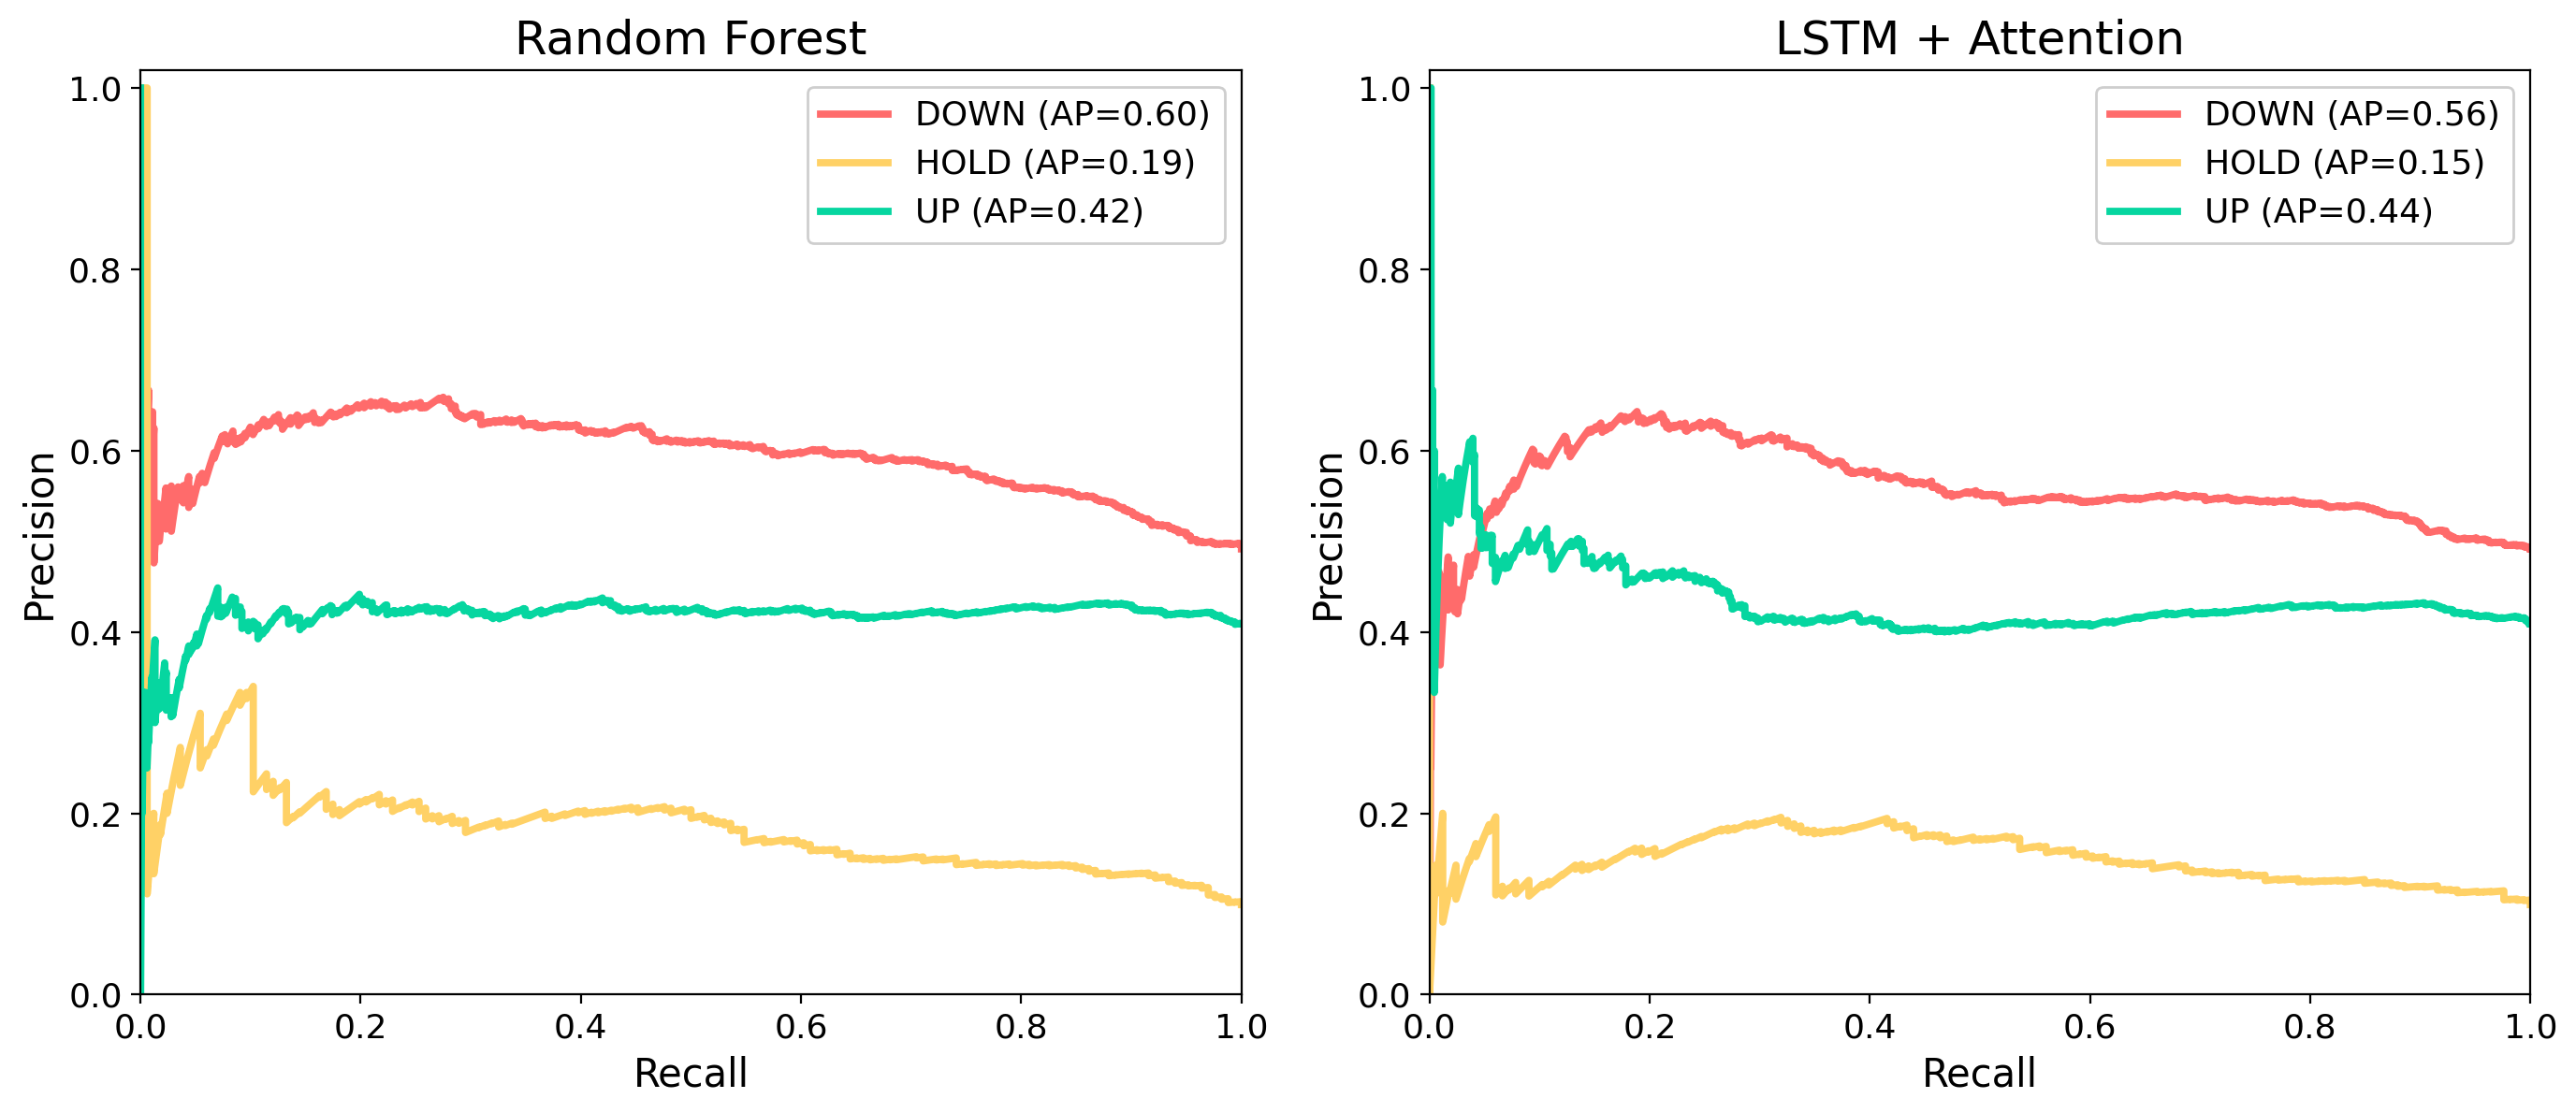 Random Forest
1.0
0.8
0.6
0.4
0.2
0.0
Precision
DOWN (AP=0.60)
HOLD (AP=0.19)
UP (AP=0.42)
0.0 0.2 0.4 0.6 0.8 1.0
Recall
LSTM + Attention
1.0
0.8
0.6
0.4
0.2
0.0
Precision
DOWN (AP=0.56)
HOLD (AP=0.15)
UP (AP=0.44)
0.0 0.2 0.4 0.6 0.8 1.0
Recall